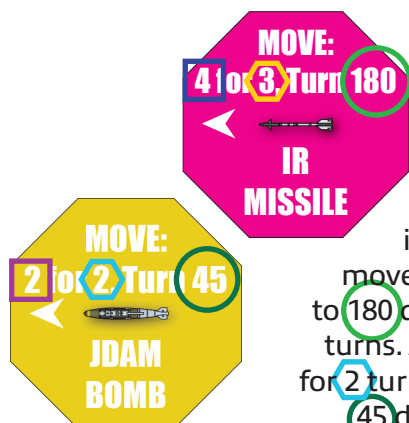 MOVE:
4 for 3, Turn 180
IR
MISSILE
MOVE:
2 for 2, Turn 45
JDAM
BOMB
move
to 180
turns.
for 2 tur
45 d